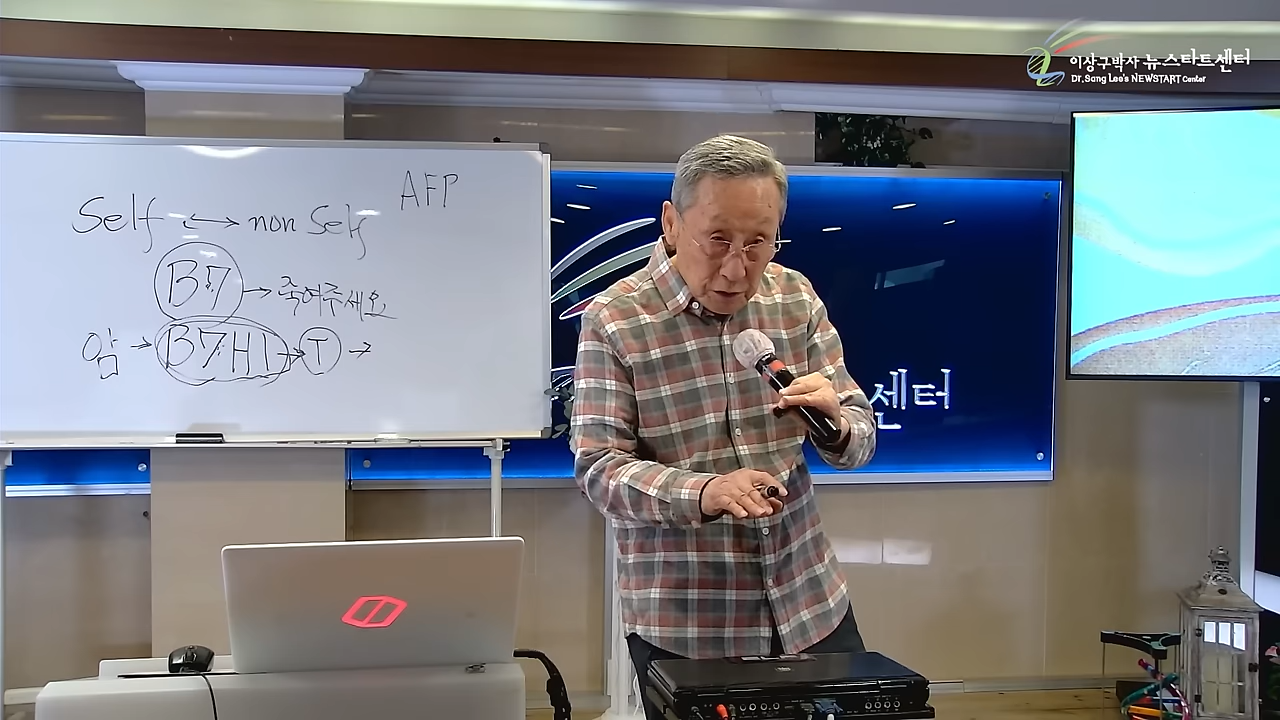 AFP
Self ↔ non Self
B7 → 죽여주세요
암 → B7H1 → T →
이상구박사 뉴스타트센터
Dr. Sang Lee's NEWSTART Center
센터